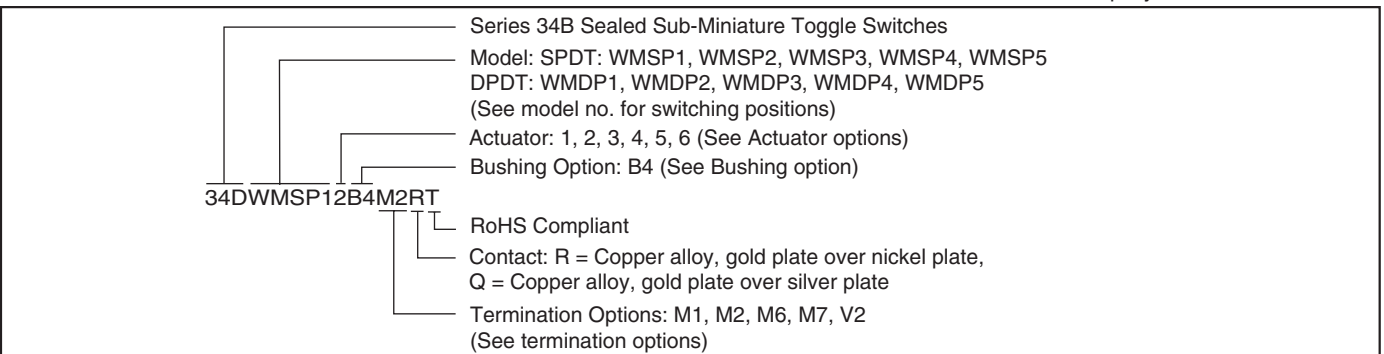 Series 34B Sealed Sub-Miniature Toggle Switches
Model: SPDT: WMSP1, WMSP2, WMSP3, WMSP4, WMSP5
DPDT: WMDP1, WMDP2, WMDP3, WMDP4, WMDP5
(See model no. for switching positions)
Actuator: 1, 2, 3, 4, 5, 6 (See Actuator options)
Bushing Option: B4 (See Bushing option)
34DWMSP12B4M2RT
RoHS Compliant
Contact: R = Copper alloy, gold plate over nickel plate,
Q = Copper alloy, gold plate over silver plate
Termination Options: M1, M2, M6, M7, V2
(See termination options)